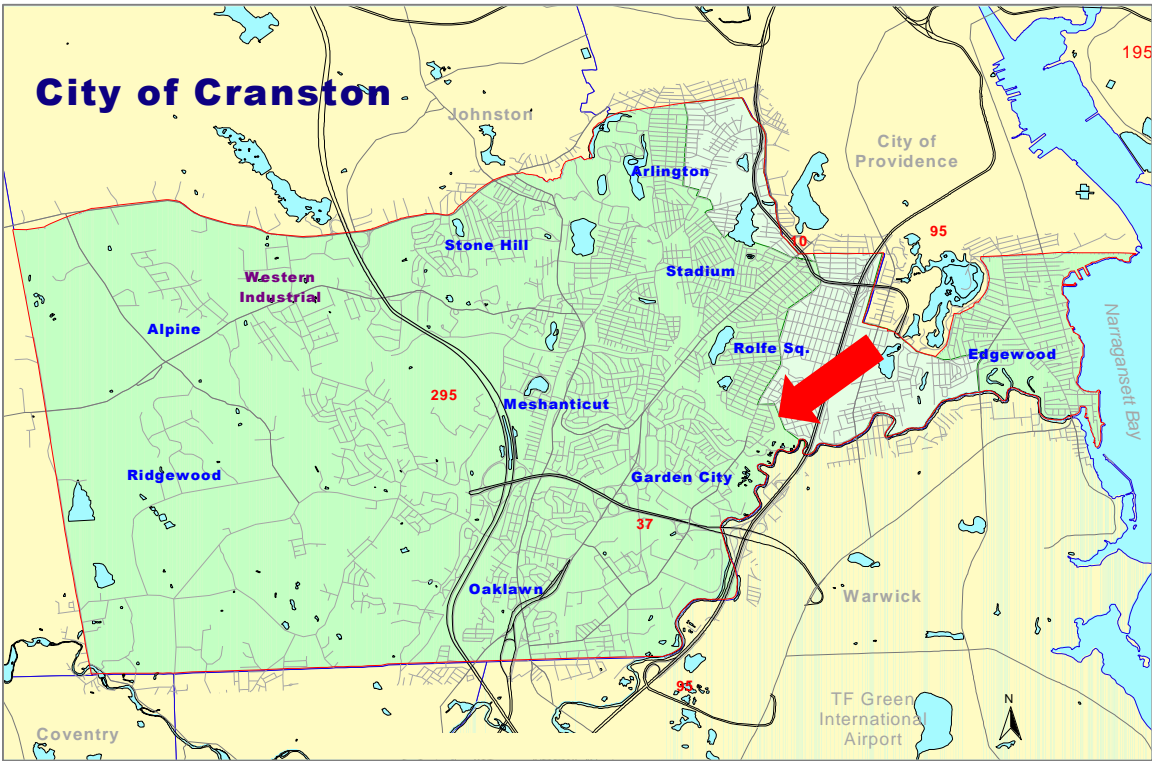 195
City of Cranston
Johnston
City of
Providence
Arlington
95
10
Stone Hill
Stadium
Western
Industrial
Alpine
Rolfe Sq.
Edgewood
Narragansett Bay
295
Meshanticut
Ridgewood
Garden City
37
Oaklawn
Warwick
95
TF Green
International
Airport
N
Coventry